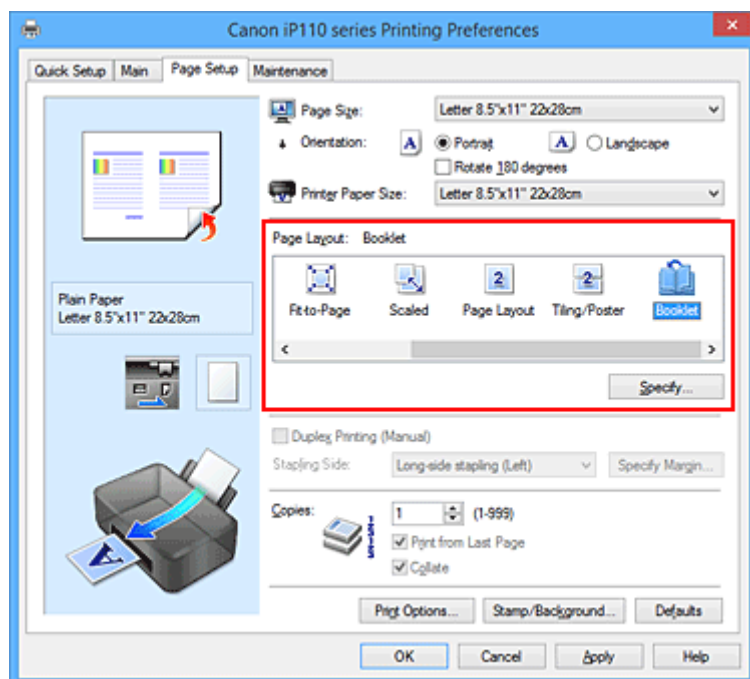 Canon iP110 series Printing Preferences
Quick Setup Main Page Setup Maintenance
Page Size: Letter 8.5"x11" 22x28cm
Orientation: A Portrait A Landscape
Rotate 180 degrees
Printer Paper Size: Letter 8.5"x11" 22x28cm
Page Layout: Booklet
2 2
Fit-to-Page Scaled Page Layout Tiling/Poster Booklet
Specify...
Plain Paper
Letter 8.5"x11" 22x28cm
Duplex Printing (Manual)
Stapling Side: Long-side stapling (Left) Specify Margin...
Copies: 1 (1-999)
Print from Last Page
Collate
A
Print Options... Stamp/Background... Defaults
OK Cancel Apply Help